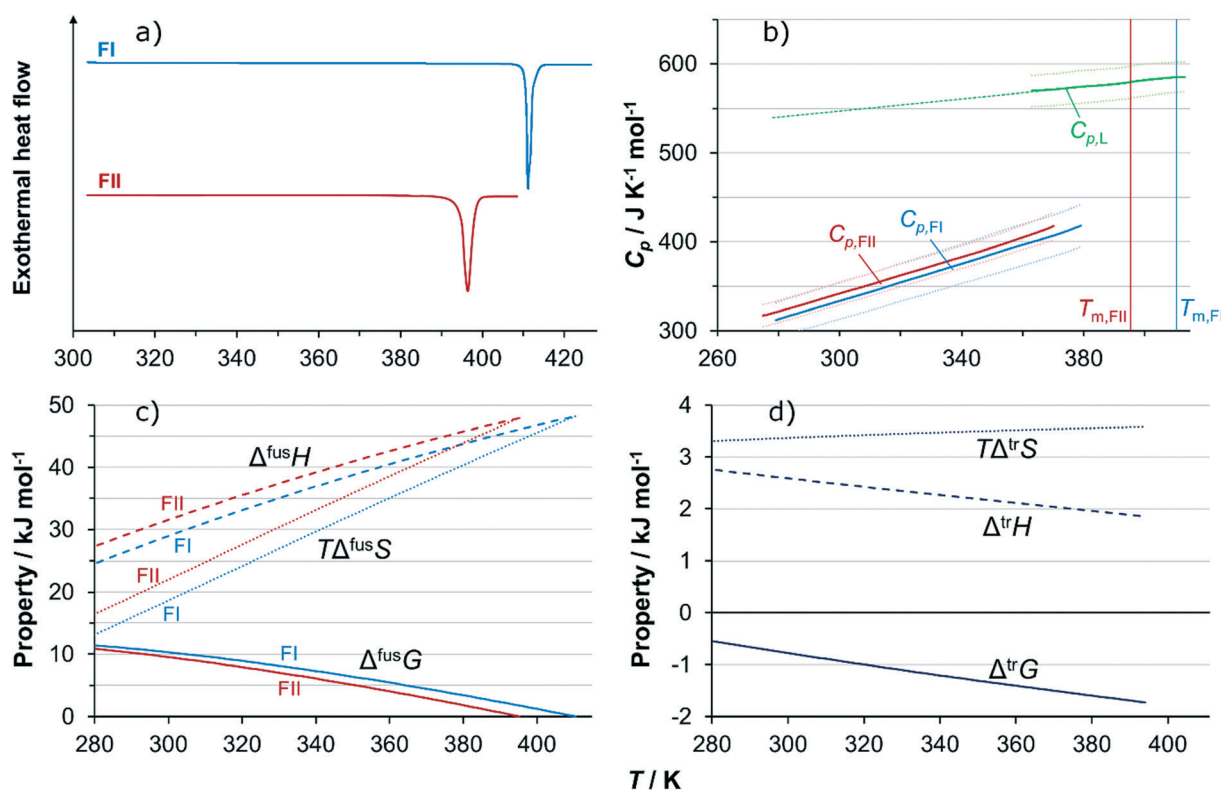 a)
FI
FII
Exothermal heat flow
300 320 340 360 380 400 420
b)
600
500
400
300
Cp / J K-1 mol-1
Cp,L
Cp,FII
Cp,FI
Tm,FII
Tm,FI
260 300 340 380
c)
50
40
30
20
10
0
Property / kJ mol-1
ΔfusH
FII
FI
TΔfusS
FII
FI
ΔfusG
FI
FII
280 300 320 340 360 380 400
d)
4
3
2
1
0
-1
-2
Property / kJ mol-1
TΔtrS
ΔtrH
ΔtrG
280 300 320 340 360 380 400
T / K